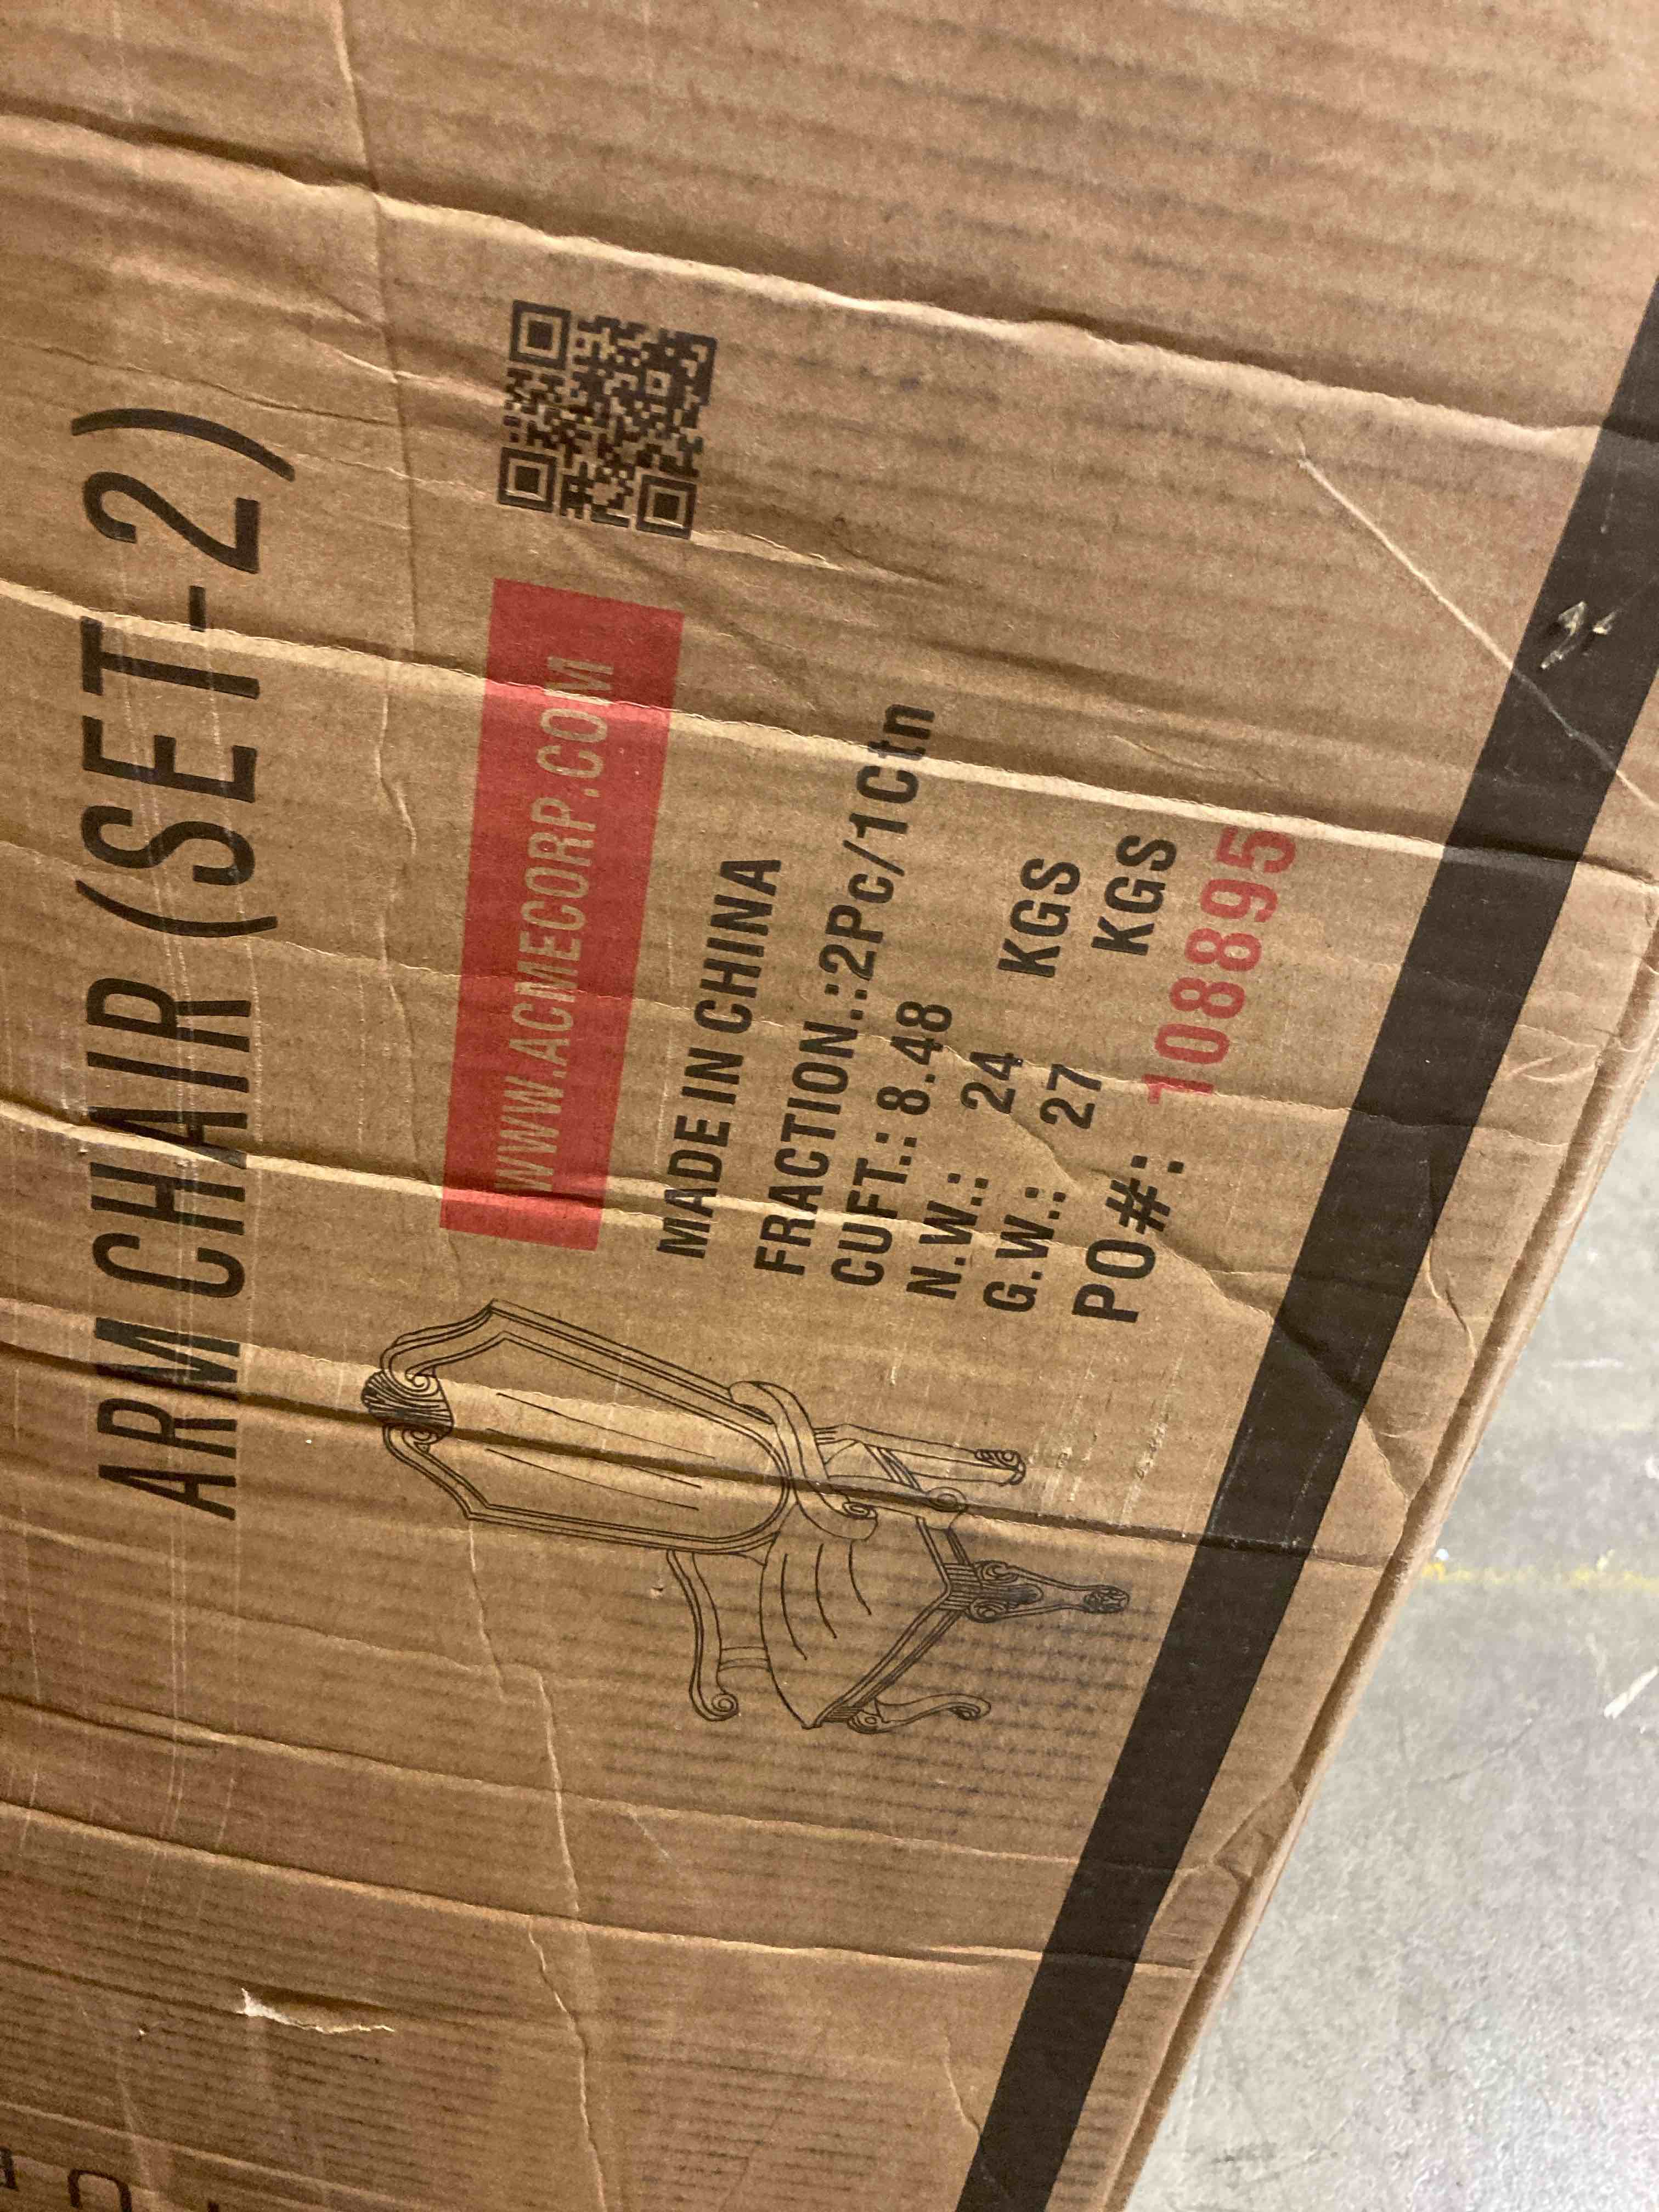 ARM CHAIR (SET-2)
WWW.ACMECORP.COM
MADE IN CHINA
FRACTION.:2Pc/1Ctn
CUFT.: 8.48
N.W.: 24 KGS
G.W.: 27 KGS
PO#: 108895